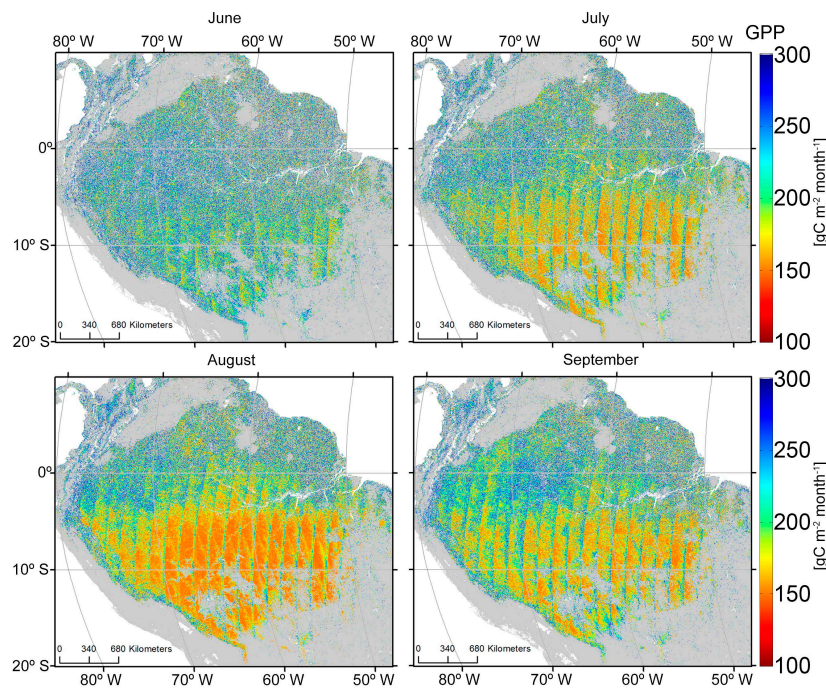 June
July
80º W 70º W 60º W 50º W
80º W 70º W 60º W 50º W
GPP
0º
10º S
20º S
0 340 680 Kilometers
0 340 680 Kilometers
300
250
200
150
100
[gC m⁻² month⁻¹]
August
September
0º
10º S
20º S
0 340 680 Kilometers
0 340 680 Kilometers
300
250
200
150
100
[gC m⁻² month⁻¹]
80º W 70º W 60º W 50º W
80º W 70º W 60º W 50º W